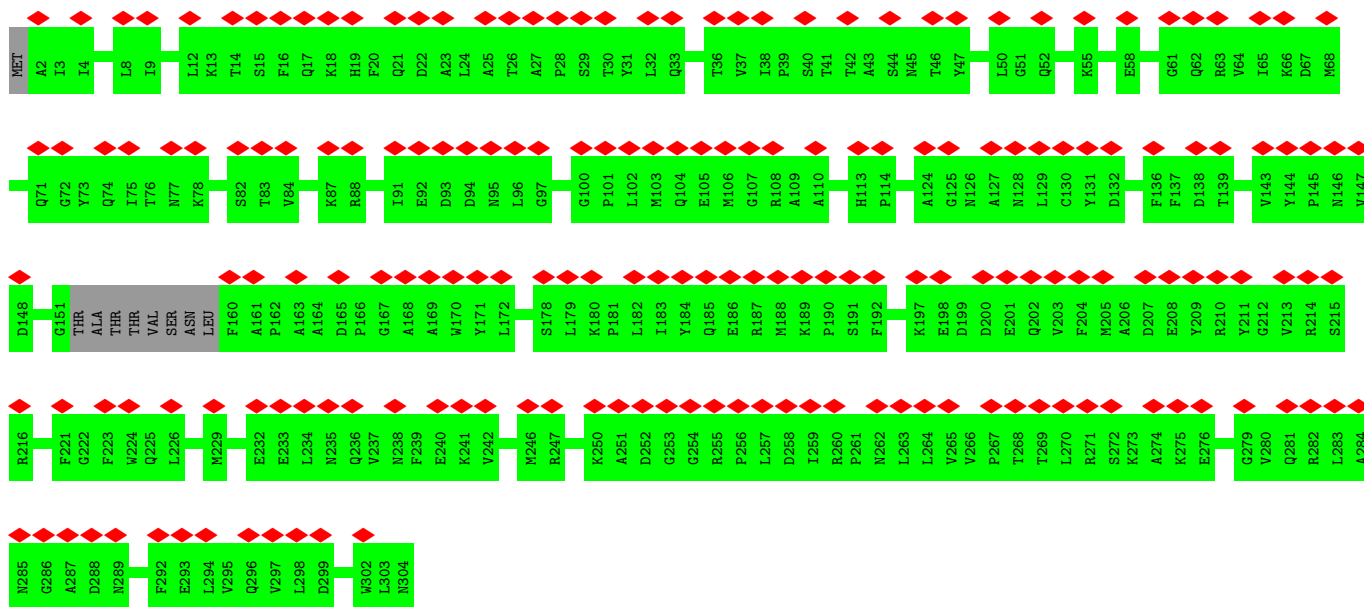 MET A2 I3 I4 L8 I9 L12 K13 T14 S15 F16 Q17 K18 H19 F20 Q21 D22 A23 L24 A25 T26 A27 P28 S29 T30 Y31 L32 Q33 T36 V37 I38 P39 S40 T41 T42 A43 S44 N45 T46 Y47 L50 G51 Q52 K55 E58 G61 Q62 R63 V64 I65 K66 D67 M68
Q71 G72 Y73 Q74 I75 T76 N77 K78 S82 T83 V84 K87 R88 I91 E92 D93 D94 N95 L96 G97 G100 P101 L102 M103 Q104 E105 M106 G107 R108 A109 A110 H113 P114 A124 G125 N126 A127 N128 L129 C130 Y131 D132 F136 F137 D138 T139 V143 Y144 P145 N146 V147
D148 G151 THR ALA THR THR VAL SER ASN LEU F160 A161 P162 A163 A164 D165 P166 G167 A168 A169 W170 Y171 L172 S178 L179 K180 P181 L182 I183 Y184 Q185 E186 R187 M188 K189 P190 S191 F192 K197 E198 D199 D200 E201 Q202 V203 F204 M205 A206 D207 E208 Y209 R210 Y211 G212 V213 R214 S215
R216 F221 G222 F223 W224 Q225 L226 M229 E232 E233 L234 N235 Q236 V237 N238 F239 E240 K241 V242 M246 R247 K250 A251 D252 G253 G254 R255 P256 L257 D258 I259 R260 P261 N262 L263 L264 V265 V266 P267 T268 T269 L270 R271 S272 K273 A274 K275 E276 G279 V280 Q281 R282 L283 A284
N285 G286 A287 D288 N289 F292 E293 L294 V295 Q296 V297 L298 D299 W302 L303 N304